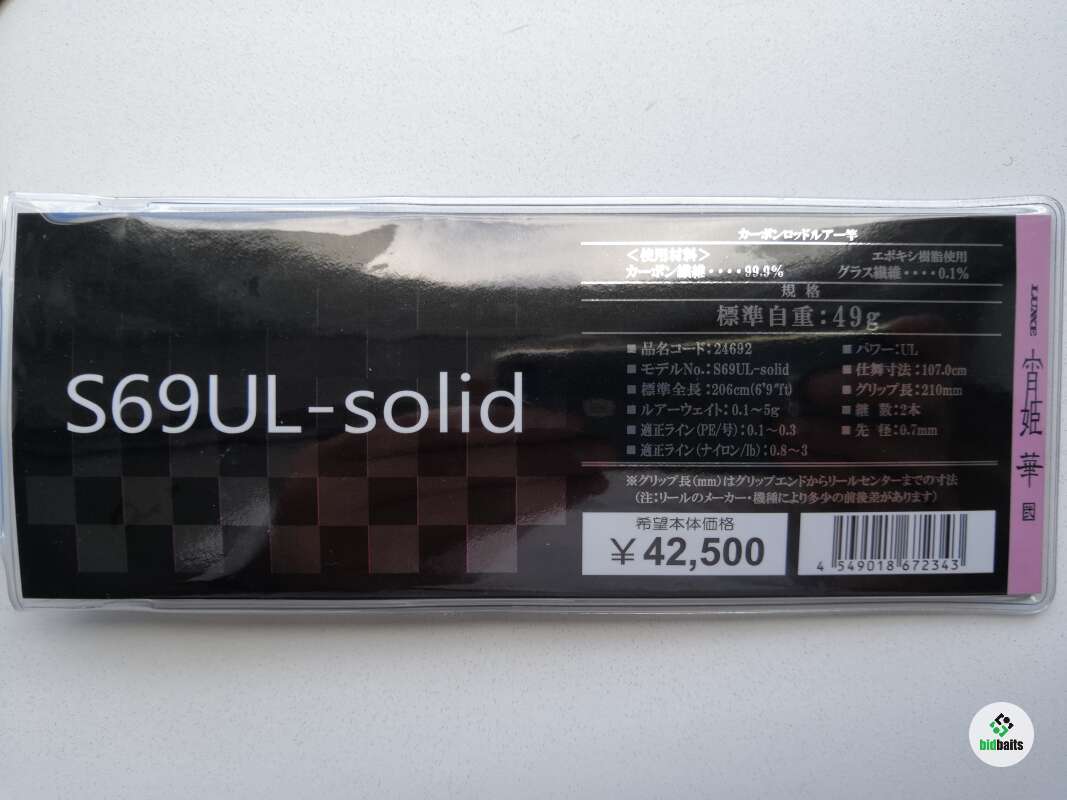 S69UL-solid
カーボンロッドルアー竿
＜使用材料＞ エポキシ樹脂使用
カーボン繊維‥‥99.9% グラス繊維‥‥0.1%
規 格
標準自重：49g
■ 品名コード：24692 ■ パワー：UL
■ モデルNo.：S69UL-solid ■ 仕舞寸法：107.0cm
■ 標準全長：206cm(6'9"ft) ■ グリップ長：210mm
■ ルアーウェイト：0.1～5g ■ 継 数：2本
■ 適正ライン(PE/号)：0.1～0.3 ■ 先 径：0.7mm
■ 適正ライン(ナイロン/lb)：0.8～3
※グリップ長(mm)はグリップエンドからリールセンターまでの寸法
(注：リールのメーカー・機種により多少の前後差があります)
希望本体価格
￥42,500
4 549018 672343
LUXXE 宵姫 華 圀
bidbaits